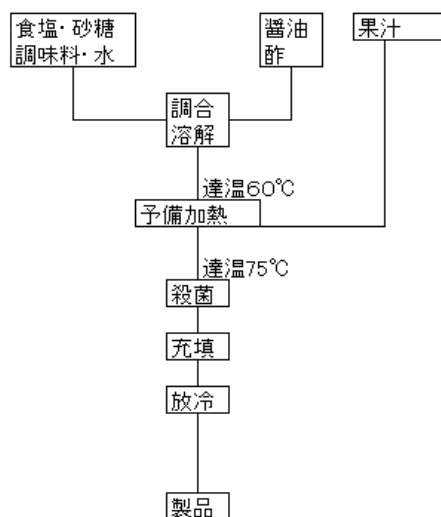 食塩・砂糖
調味料・水
醤油
酢
果汁
調合
溶解
達温60℃
予備加熱
達温75℃
殺菌
充填
放冷
製品